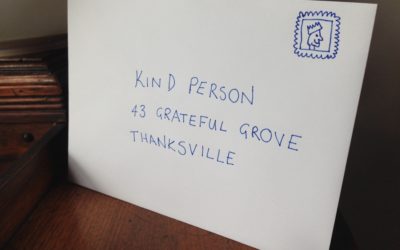 KIND PERSON
43 GRATEFUL GROVE
THANKSVILLE